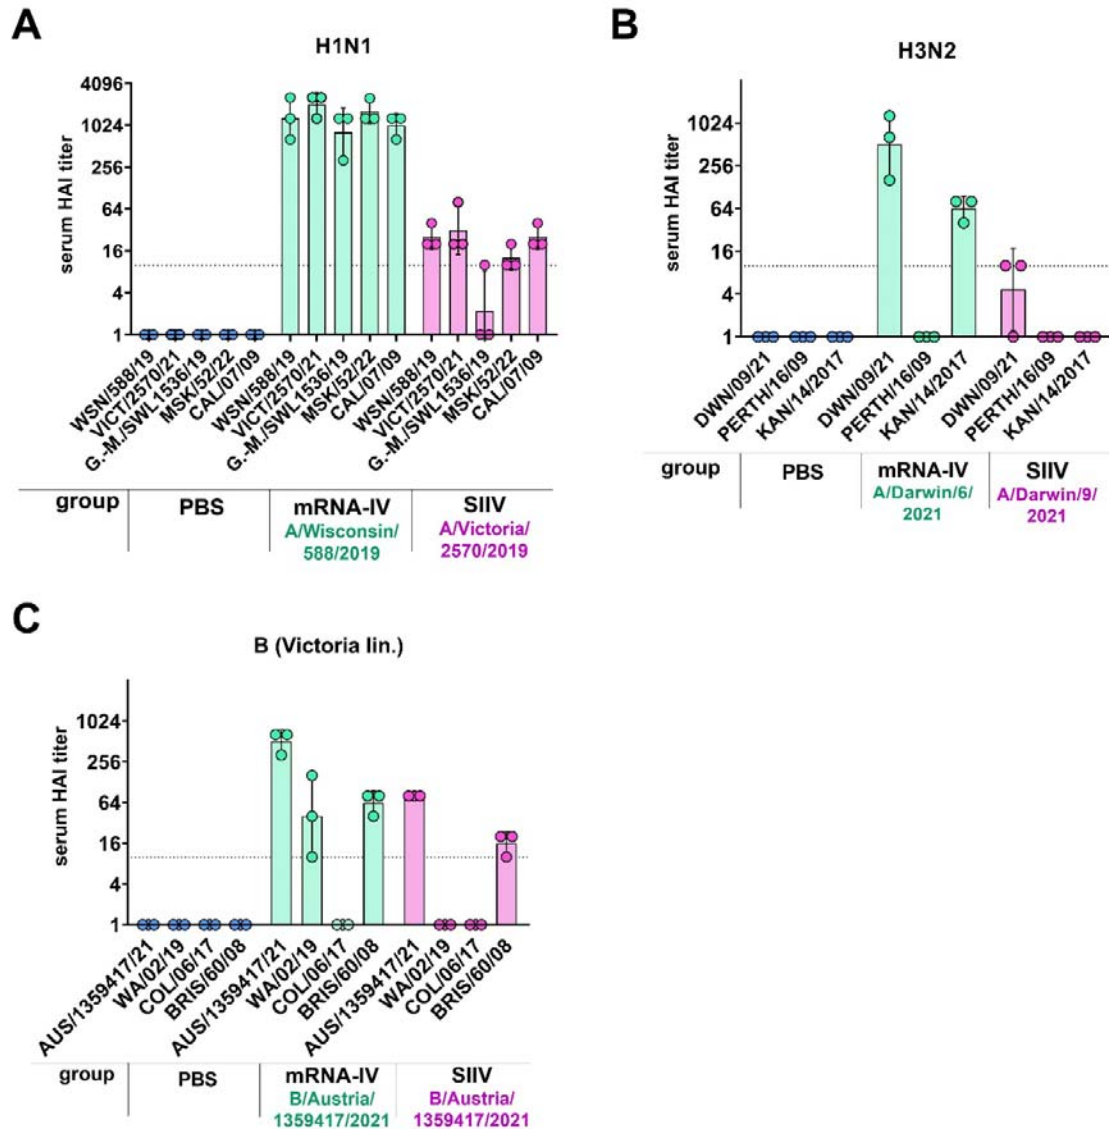 A
H1N1
serum HAI titer
4096
1024
256
64
16
4
1
WSN/588/19
VICT/2570/21
G.-M./SWL1536/19
MSK/52/22
CAL/07/09
WSN/588/19
VICT/2570/21
G.-M./SWL1536/19
MSK/52/22
CAL/07/09
WSN/588/19
VICT/2570/21
G.-M./SWL1536/19
MSK/52/22
CAL/07/09
group
PBS
mRNA-IV
A/Wisconsin/
588/2019
SIIV
A/Victoria/
2570/2019
B
H3N2
serum HAI titer
1024
256
64
16
4
1
DWN/09/21
PERTH/16/09
KAN/14/2017
DWN/09/21
PERTH/16/09
KAN/14/2017
DWN/09/21
PERTH/16/09
KAN/14/2017
group
PBS
mRNA-IV
A/Darwin/6/
2021
SIIV
A/Darwin/9/
2021
C
B (Victoria lin.)
serum HAI titer
1024
256
64
16
4
1
AUS/1359417/21
WA/02/19
COL/06/17
BRIS/60/08
AUS/1359417/21
WA/02/19
COL/06/17
BRIS/60/08
AUS/1359417/21
WA/02/19
COL/06/17
BRIS/60/08
group
PBS
mRNA-IV
B/Austria/
1359417/2021
SIIV
B/Austria/
1359417/2021